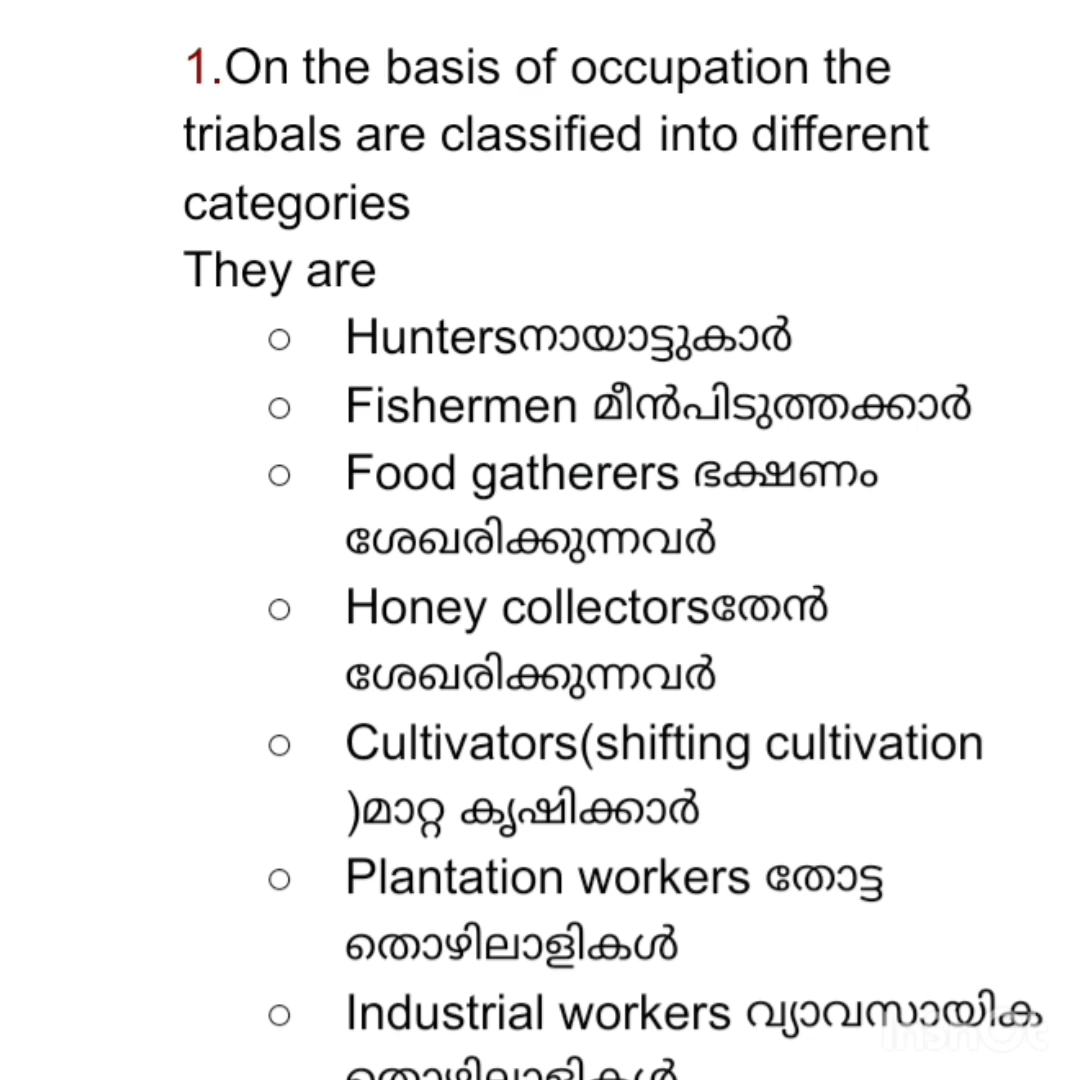 1.On the basis of occupation the
triabals are classified into different
categories
They are
○ Huntersനായാട്ടുകാർ
○ Fishermen മീൻപിടുത്തക്കാർ
○ Food gatherers ഭക്ഷണം
ശേഖരിക്കുന്നവർ
○ Honey collectorsതേൻ
ശേഖരിക്കുന്നവർ
○ Cultivators(shifting cultivation
)മാറ്റ കൃഷിക്കാർ
○ Plantation workers തോട്ട
തൊഴിലാളികൾ
○ Industrial workers വ്യാവസായിക
തൊഴിലാളികൾ
InShOt